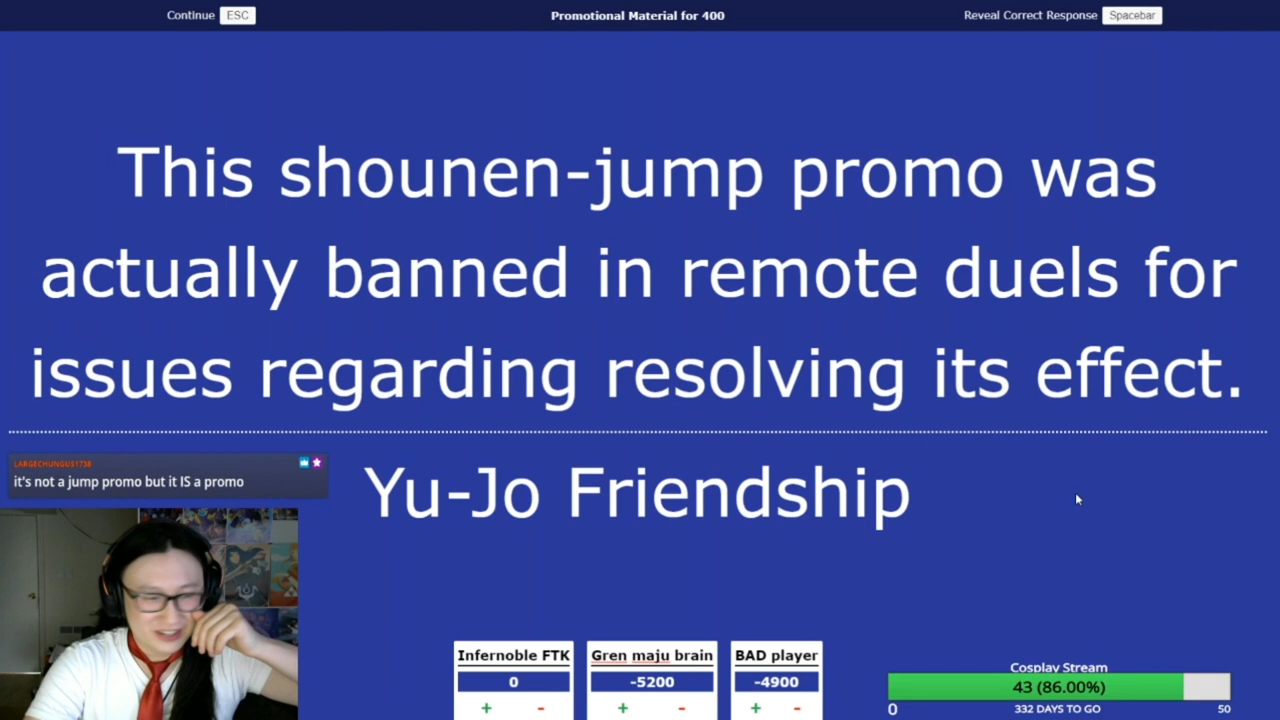 Continue ESC
Promotional Material for 400
Reveal Correct Response Spacebar
This shounen-jump promo was
actually banned in remote duels for
issues regarding resolving its effect.
LARGECHUNGUS1738
it's not a jump promo but it IS a promo
Yu-Jo Friendship
Infernoble FTK
0
+ -
Gren maju brain
-5200
+ -
BAD player
-4900
+ -
Cosplay Stream
43 (86.00%)
0 332 DAYS TO GO 50